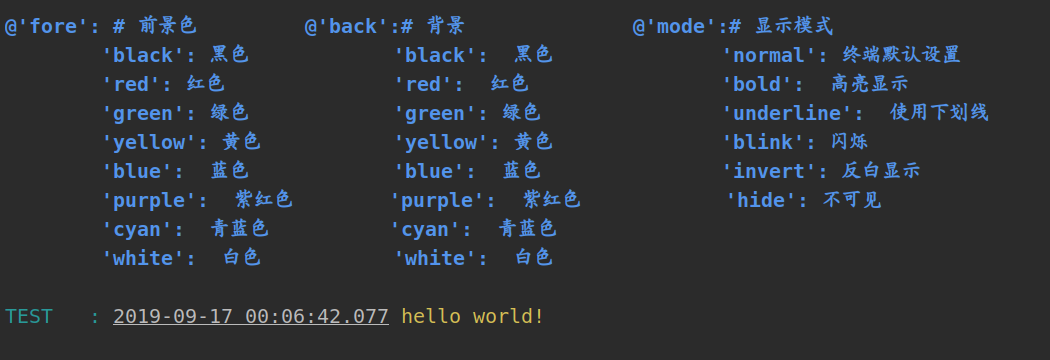 @'fore': # 前景色 @'back':# 背景 @'mode':# 显示模式
'black': 黑色 'black': 黑色 'normal': 终端默认设置
'red': 红色 'red': 红色 'bold': 高亮显示
'green': 绿色 'green': 绿色 'underline': 使用下划线
'yellow': 黄色 'yellow': 黄色 'blink': 闪烁
'blue': 蓝色 'blue': 蓝色 'invert': 反白显示
'purple': 紫红色 'purple': 紫红色 'hide': 不可见
'cyan': 青蓝色 'cyan': 青蓝色
'white': 白色 'white': 白色
TEST : 2019-09-17 00:06:42.077 hello world!